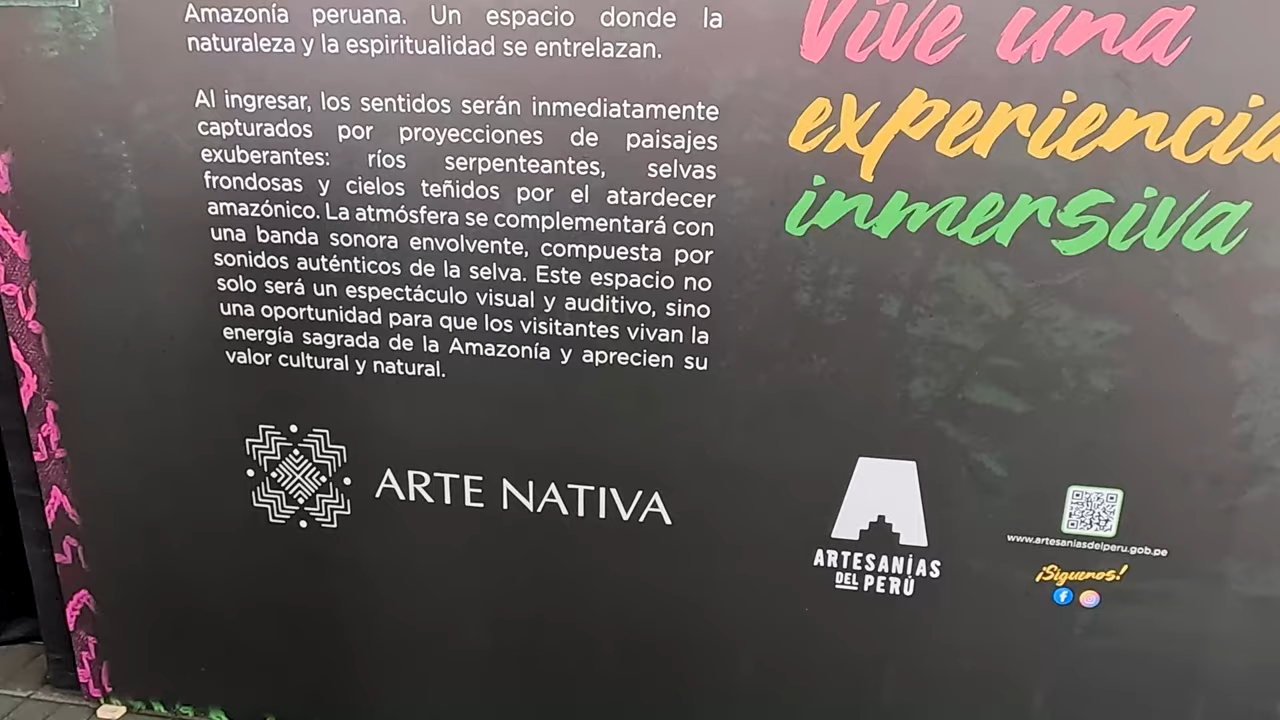 Amazonía peruana. Un espacio donde la
naturaleza y la espiritualidad se entrelazan.
Al ingresar, los sentidos serán inmediatamente
capturados por proyecciones de paisajes
exuberantes: ríos serpenteantes, selvas
frondosas y cielos teñidos por el atardecer
amazónico. La atmósfera se complementará con
una banda sonora envolvente, compuesta por
sonidos auténticos de la selva. Este espacio no
solo será un espectáculo visual y auditivo, sino
una oportunidad para que los visitantes vivan la
energía sagrada de la Amazonía y aprecien su
valor cultural y natural.
Vive una
experiencia
inmersiva
ARTE NATIVA
ARTESANÍAS
DEL PERÚ
www.artesaniasdelperu.gob.pe
¡Síguenos!